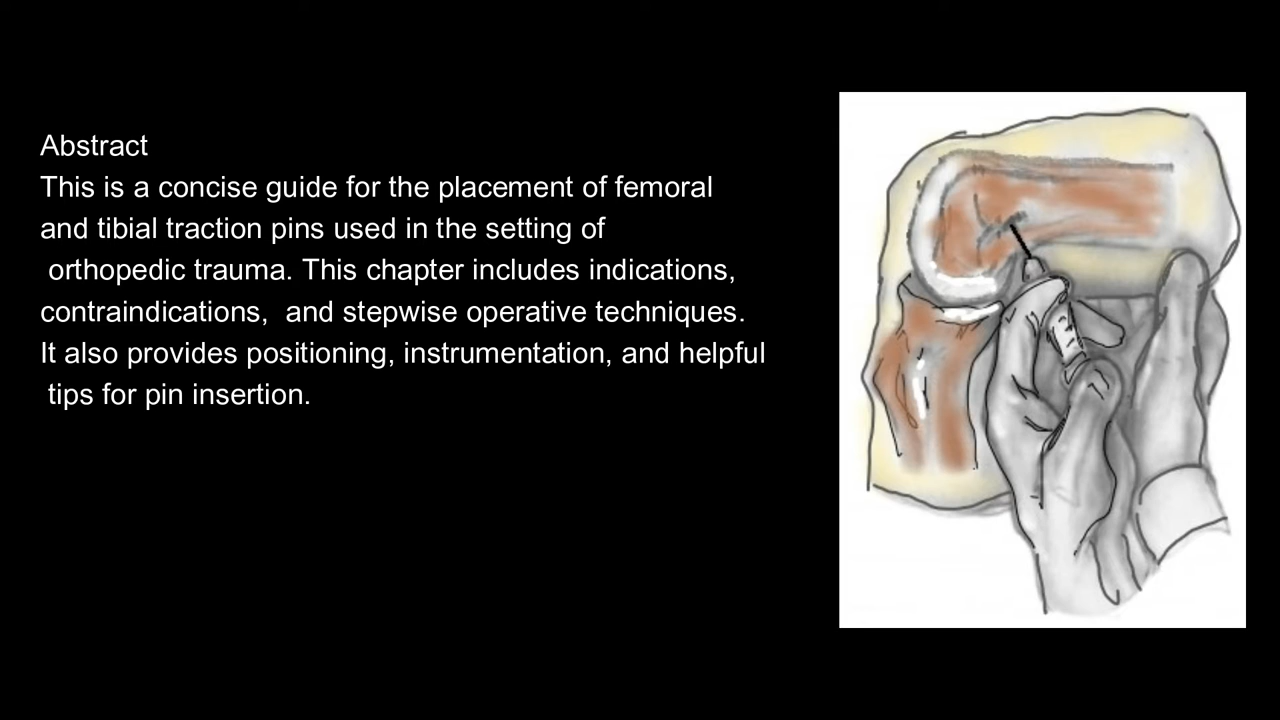 Abstract
This is a concise guide for the placement of femoral
and tibial traction pins used in the setting of
orthopedic trauma. This chapter includes indications,
contraindications,  and stepwise operative techniques.
It also provides positioning, instrumentation, and helpful
tips for pin insertion.